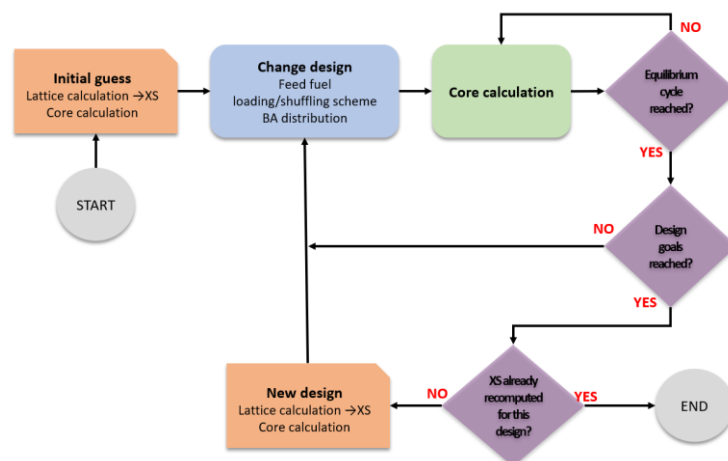 NO
Initial guess
Lattice calculation →XS
Core calculation
Change design
Feed fuel
loading/shuffling scheme
BA distribution
Core calculation
Equilibrium
cycle
reached?
YES
START
NO
Design
goals
reached?
YES
New design
Lattice calculation →XS
Core calculation
NO
XS already
recomputed
for this
design?
YES
END